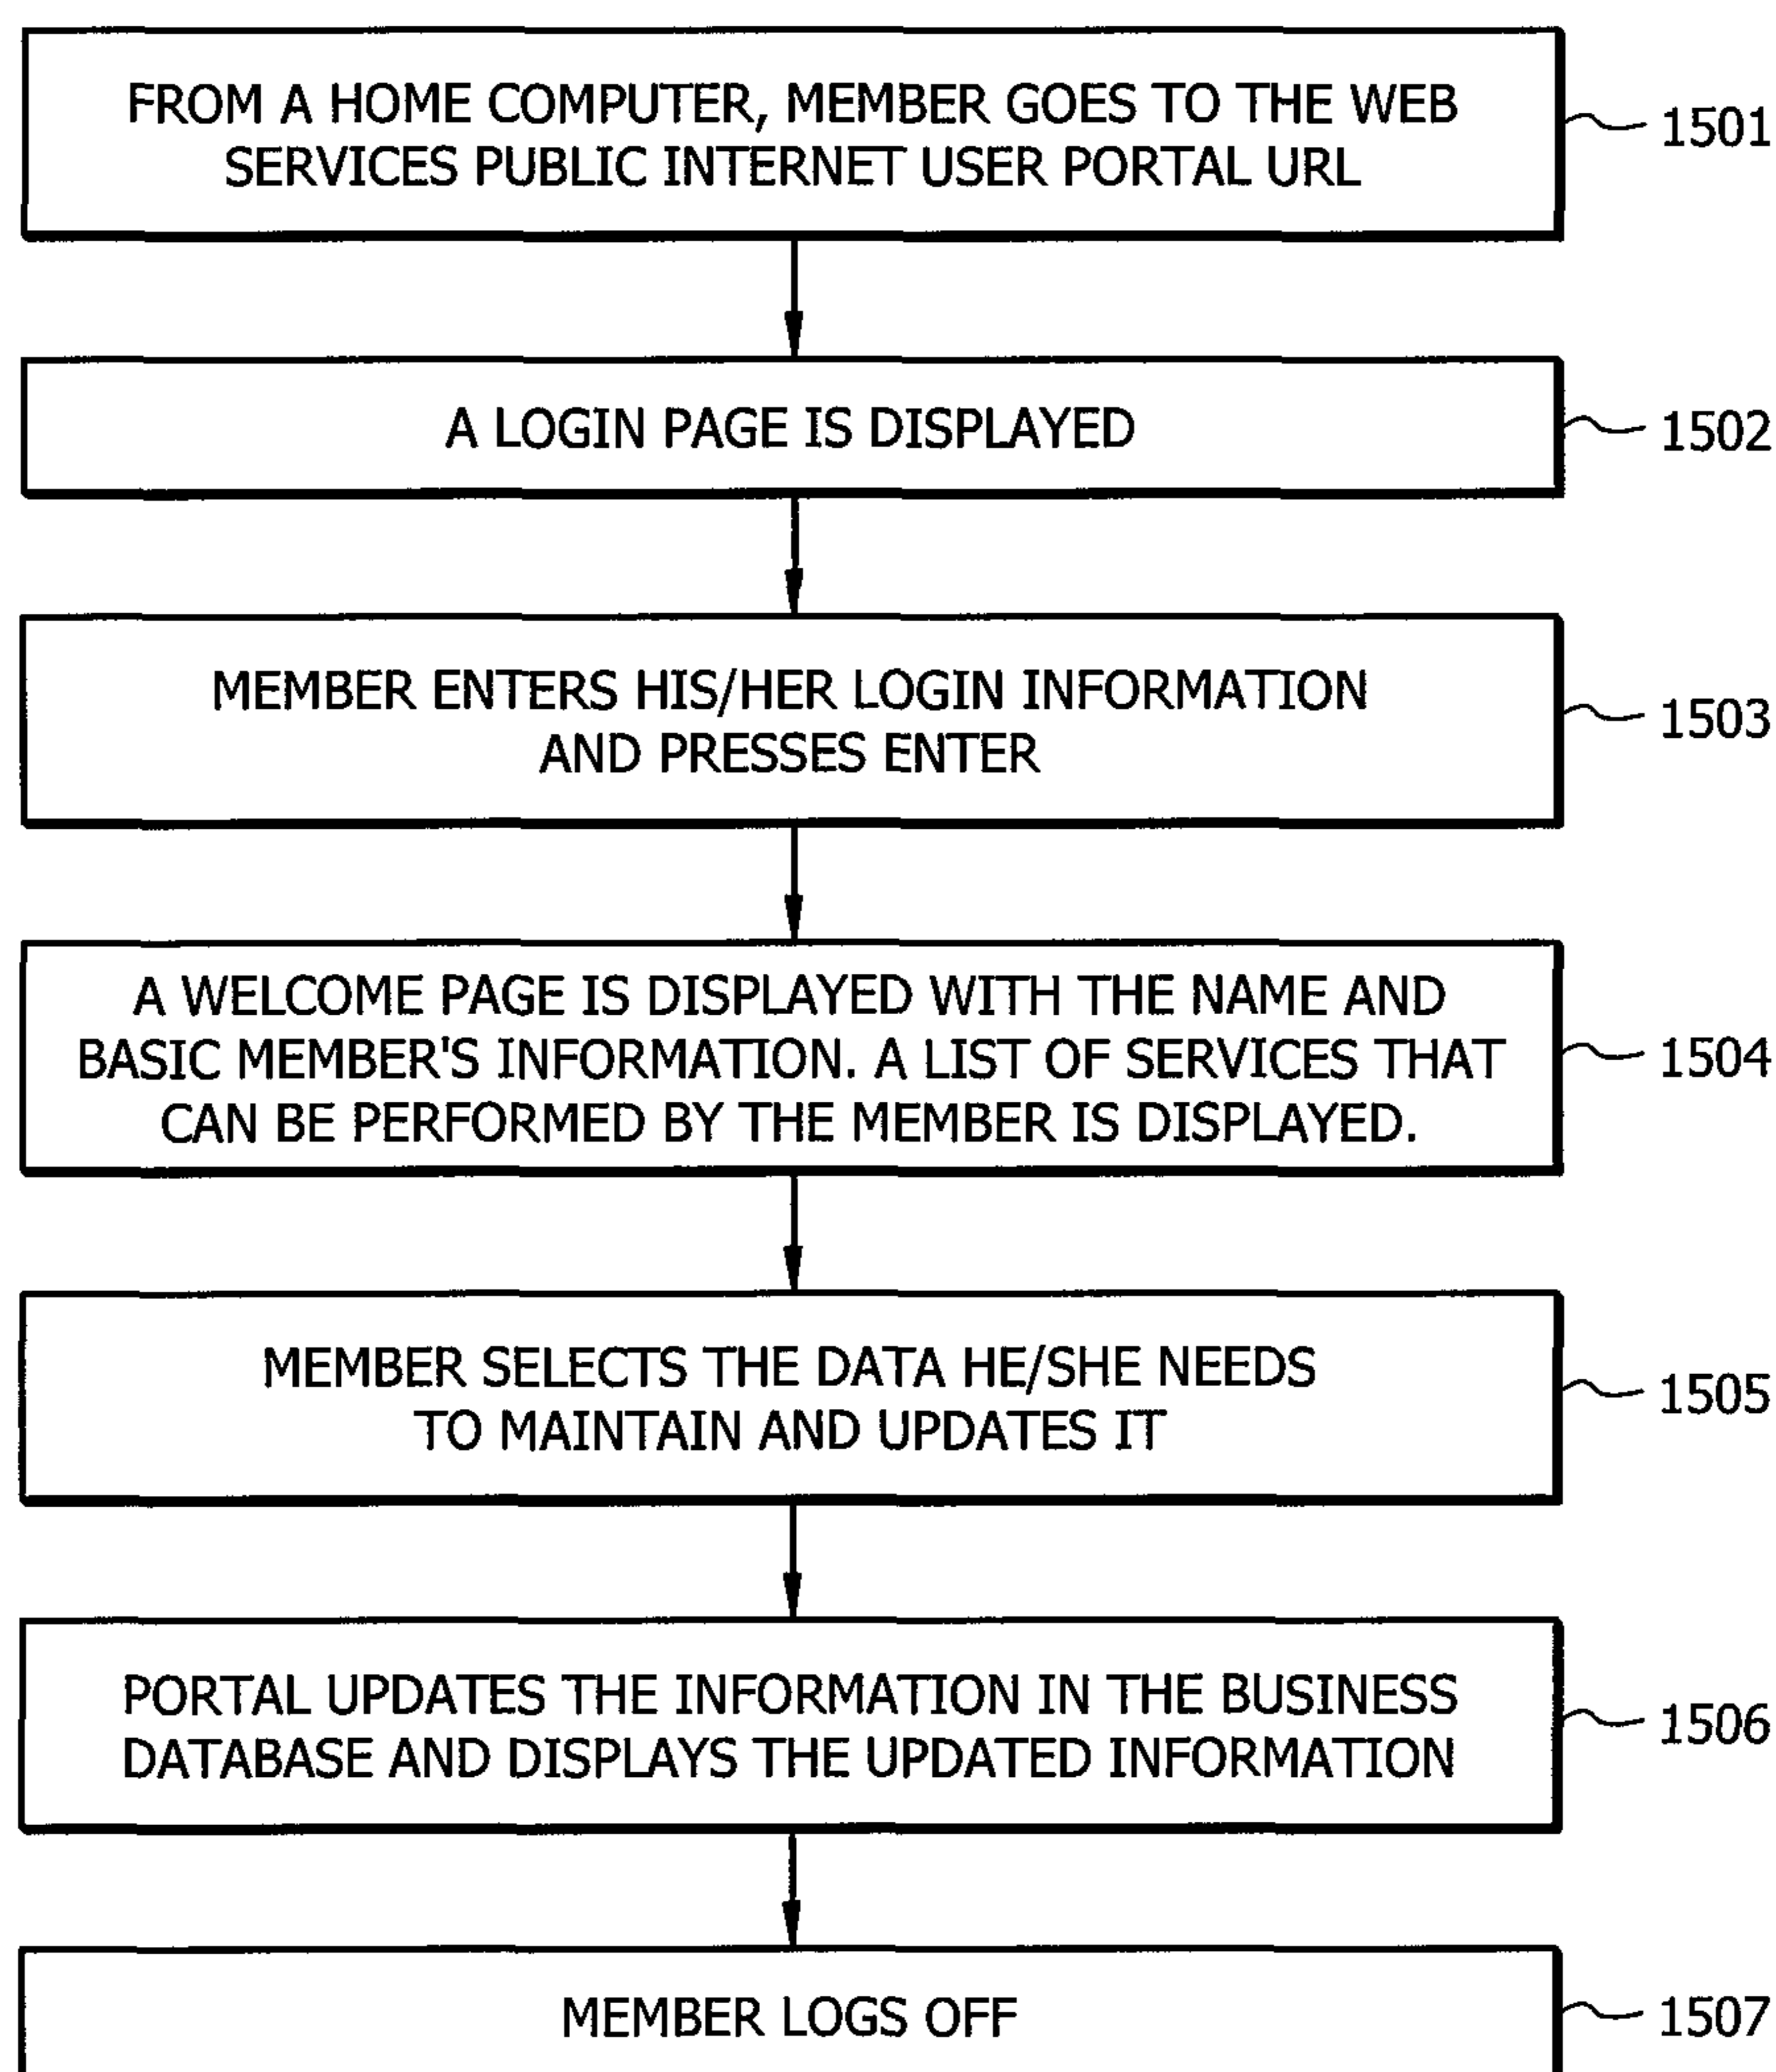 FROM A HOME COMPUTER, MEMBER GOES TO THE WEB
SERVICES PUBLIC INTERNET USER PORTAL URL
1501
A LOGIN PAGE IS DISPLAYED
1502
MEMBER ENTERS HIS/HER LOGIN INFORMATION
AND PRESSES ENTER
1503
A WELCOME PAGE IS DISPLAYED WITH THE NAME AND
BASIC MEMBER'S INFORMATION. A LIST OF SERVICES THAT
CAN BE PERFORMED BY THE MEMBER IS DISPLAYED.
1504
MEMBER SELECTS THE DATA HE/SHE NEEDS
TO MAINTAIN AND UPDATES IT
1505
PORTAL UPDATES THE INFORMATION IN THE BUSINESS
DATABASE AND DISPLAYS THE UPDATED INFORMATION
1506
MEMBER LOGS OFF
1507